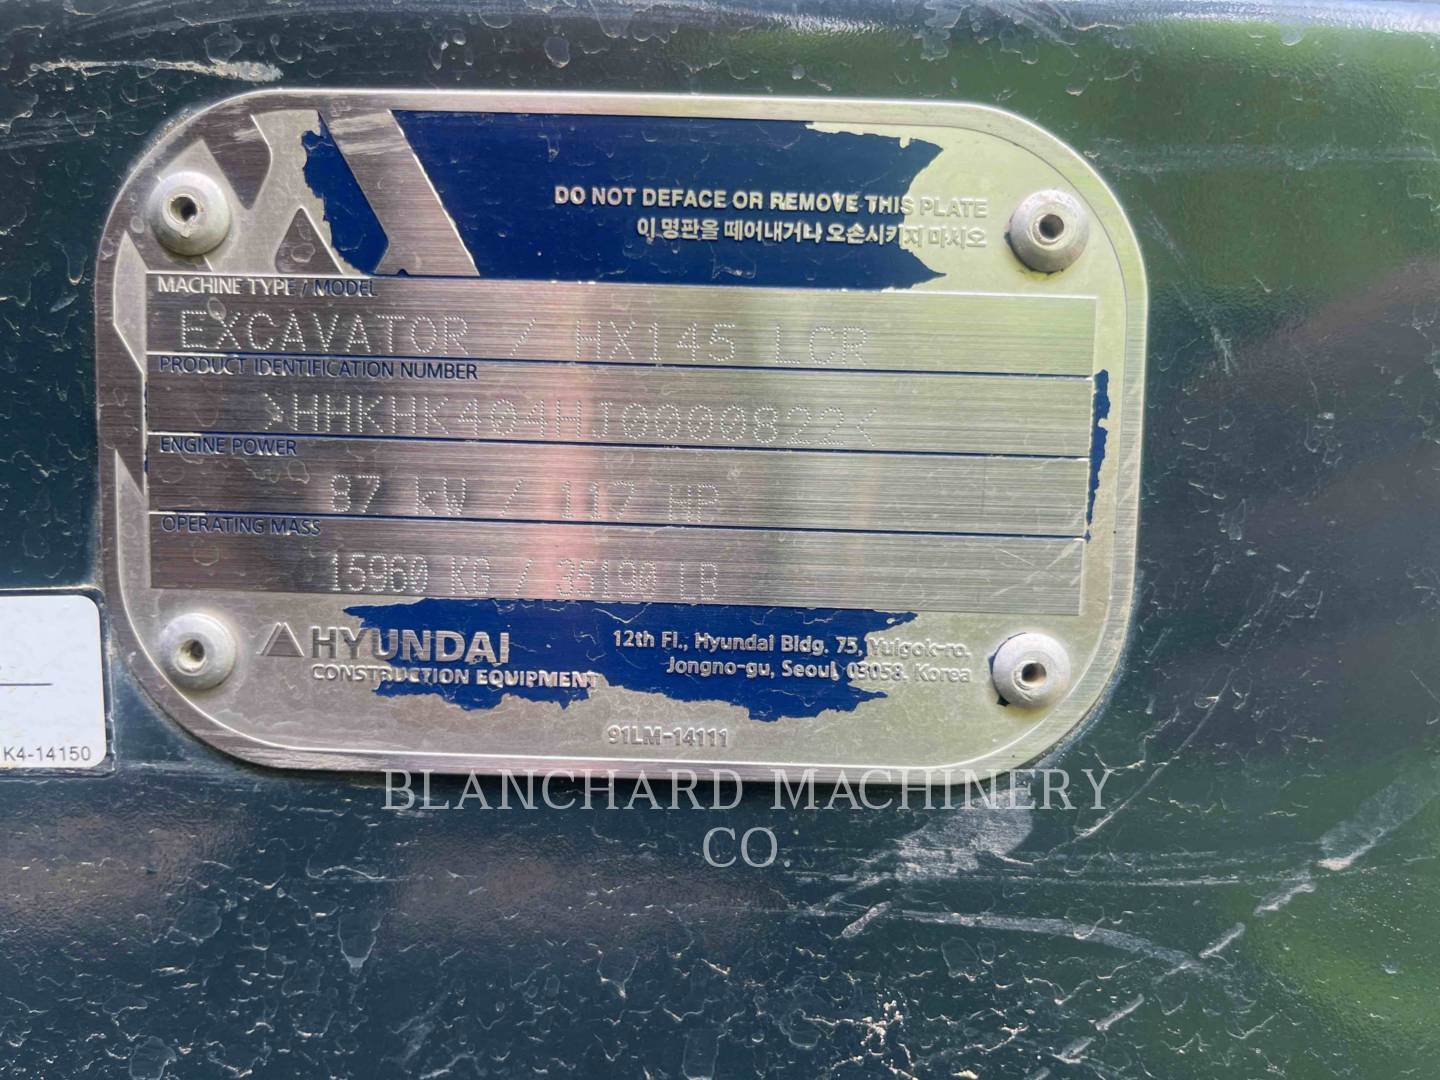 DO NOT DEFACE OR REMOVE THIS PLATE
이 명판을 떼어내거나 오손시키지 마시오
MACHINE TYPE / MODEL
EXCAVATOR / HX145 LCR
PRODUCT IDENTIFICATION NUMBER
>HHKHK404HJ0000822<
ENGINE POWER
87 kW / 117 HP
OPERATING MASS
15960 KG / 35190 LB
HYUNDAI
CONSTRUCTION EQUIPMENT
12th Fl., Hyundai Bldg. 75, Yulgok-ro,
Jongno-gu, Seoul, 03058, Korea
91LM-14111
K4-14150
BLANCHARD MACHINERY
CO.